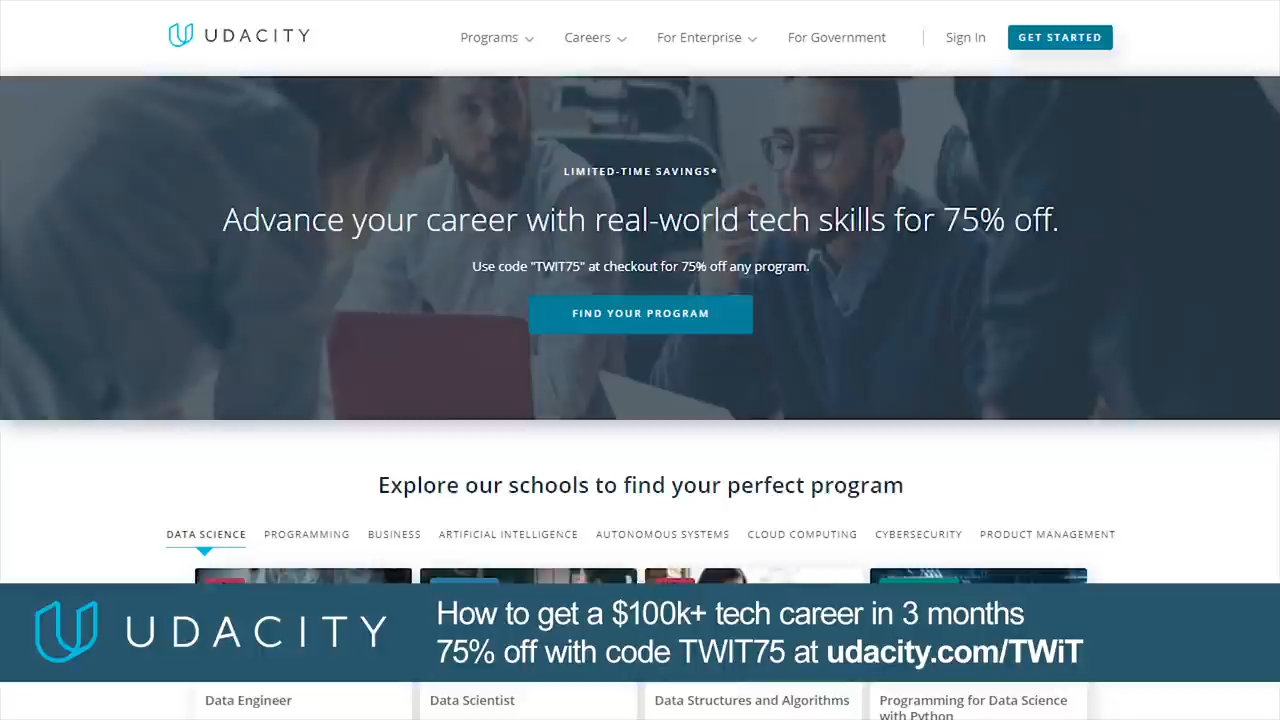 UDACITY
Programs
Careers
For Enterprise
For Government
Sign In
GET STARTED
LIMITED-TIME SAVINGS*
Advance your career with real-world tech skills for 75% off.
Use code "TWIT75" at checkout for 75% off any program.
FIND YOUR PROGRAM
Explore our schools to find your perfect program
DATA SCIENCE
PROGRAMMING
BUSINESS
ARTIFICIAL INTELLIGENCE
AUTONOMOUS SYSTEMS
CLOUD COMPUTING
CYBERSECURITY
PRODUCT MANAGEMENT
UDACITY
How to get a $100k+ tech career in 3 months
75% off with code TWIT75 at udacity.com/TWiT
Data Engineer
Data Scientist
Data Structures and Algorithms
Programming for Data Science
with Python